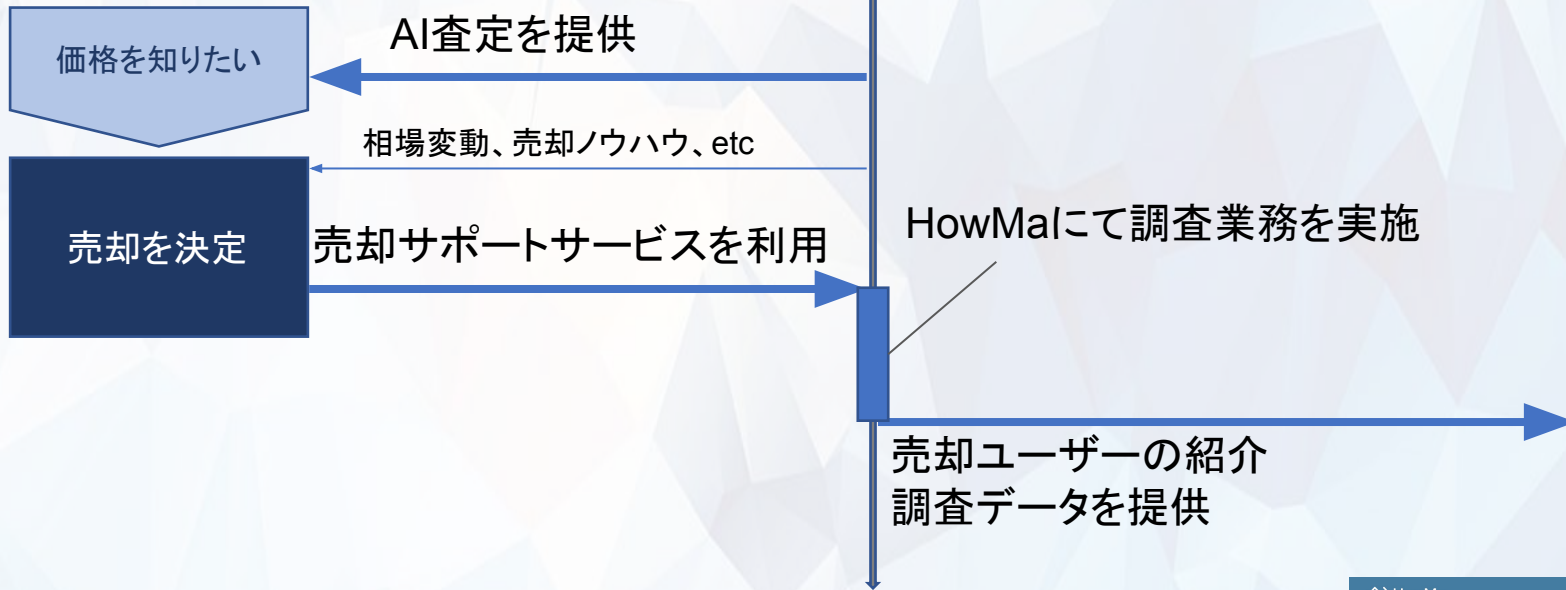 AI査定を提供
価格を知りたい
相場変動、売却ノウハウ、etc
売却を決定
売却サポートサービスを利用
HowMaにて調査業務を実施
売却ユーザーの紹介
調査データを提供